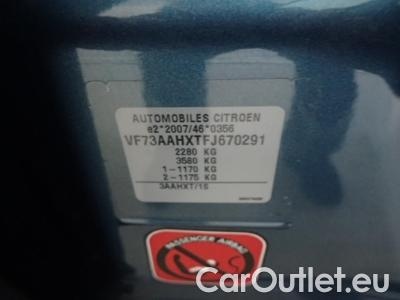 AUTOMOBILES CITROEN
e2*2007/46*0356
VF73AAHXTFJ670291
2280 KG
3580 KG
1-1170 KG
2-1175 KG
3AAHXT/1S
PASSENGER AIRBAG
CarOutlet.eu